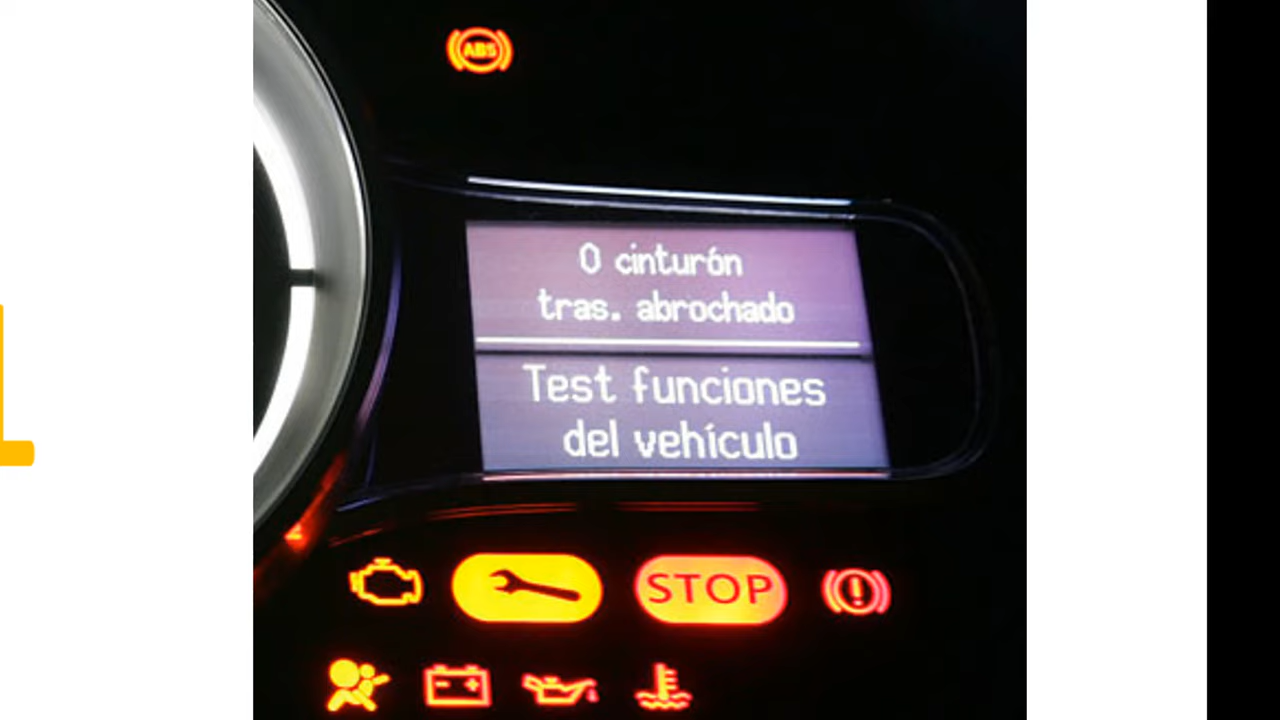 ABS
0 cinturón
tras. abrochado
Test funciones
del vehículo
STOP